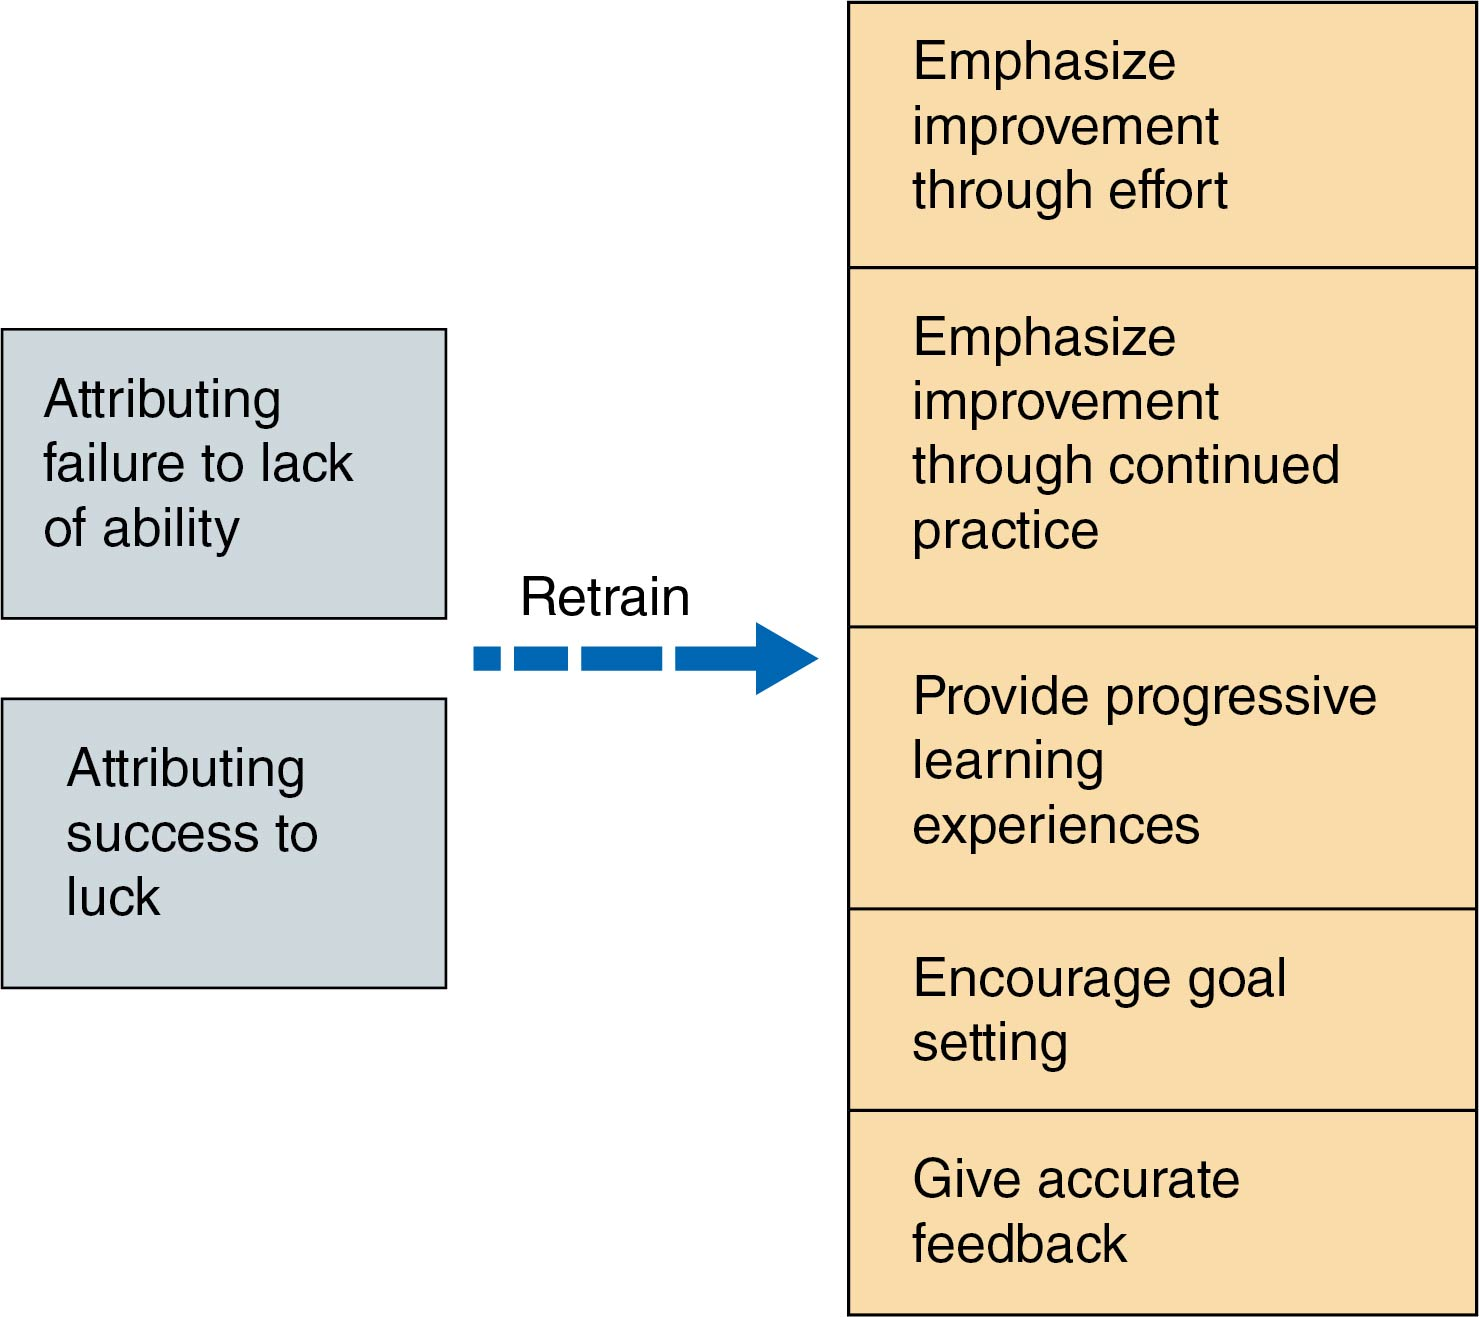 Attributing
failure to lack
of ability
Attributing
success to
luck
Retrain
Emphasize
improvement
through effort
Emphasize
improvement
through continued
practice
Provide progressive
learning
experiences
Encourage goal
setting
Give accurate
feedback